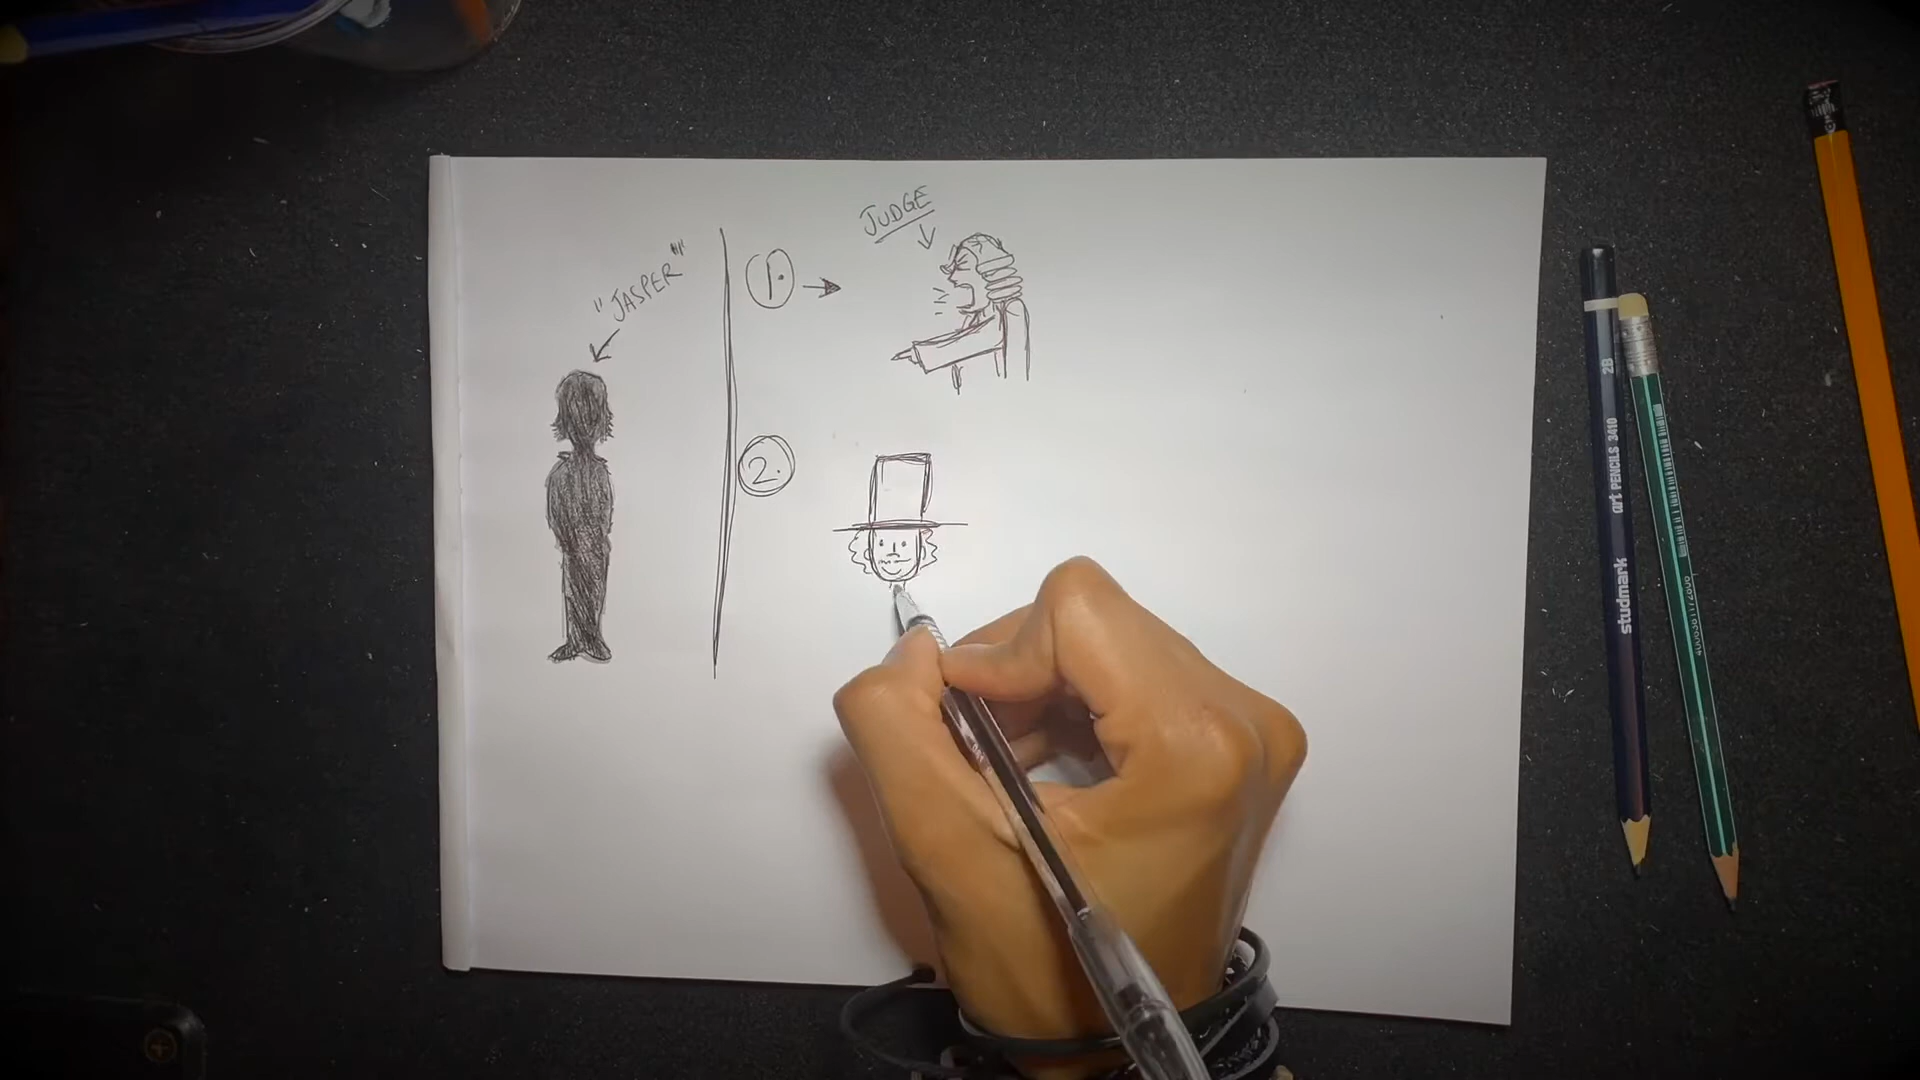 "JASPER"
1.
JUDGE
2.
2B
art PENCILS 3410
studmark